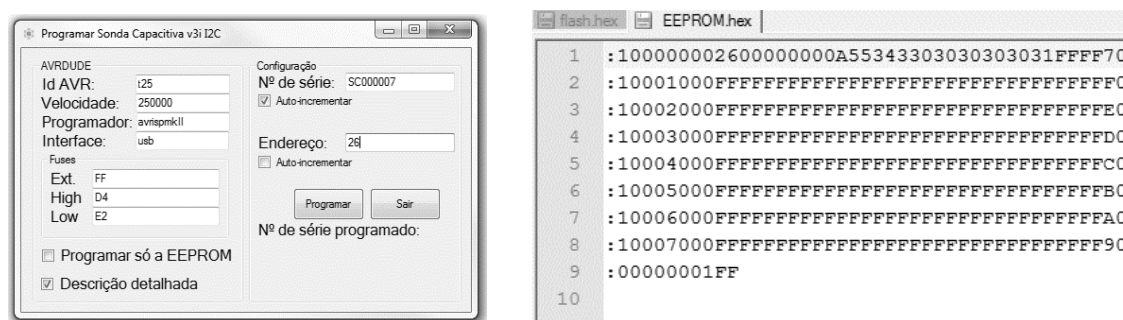 Programar Sonda Capacitiva v3i I2C
AVRDUDE
Id AVR: t25
Velocidade: 250000
Programador: avrispmkII
Interface: usb
Fuses
Ext. FF
High D4
Low E2
Programar só a EEPROM
Descrição detalhada
Configuração
Nº de série: SC000007
Auto-incrementar
Endereço: 26
Auto-incrementar
Programar Sair
Nº de série programado:
flash.hex EEPROM.hex
1 :100000002600000000A55343303030303031FFFF70
2 :10001000FFFFFFFFFFFFFFFFFFFFFFFFFFFFFFFFF0
3 :10002000FFFFFFFFFFFFFFFFFFFFFFFFFFFFFFFFE0
4 :10003000FFFFFFFFFFFFFFFFFFFFFFFFFFFFFFFFD0
5 :10004000FFFFFFFFFFFFFFFFFFFFFFFFFFFFFFFFC0
6 :10005000FFFFFFFFFFFFFFFFFFFFFFFFFFFFFFFFB0
7 :10006000FFFFFFFFFFFFFFFFFFFFFFFFFFFFFFFFA0
8 :10007000FFFFFFFFFFFFFFFFFFFFFFFFFFFFFFFF90
9 :00000001FF
10